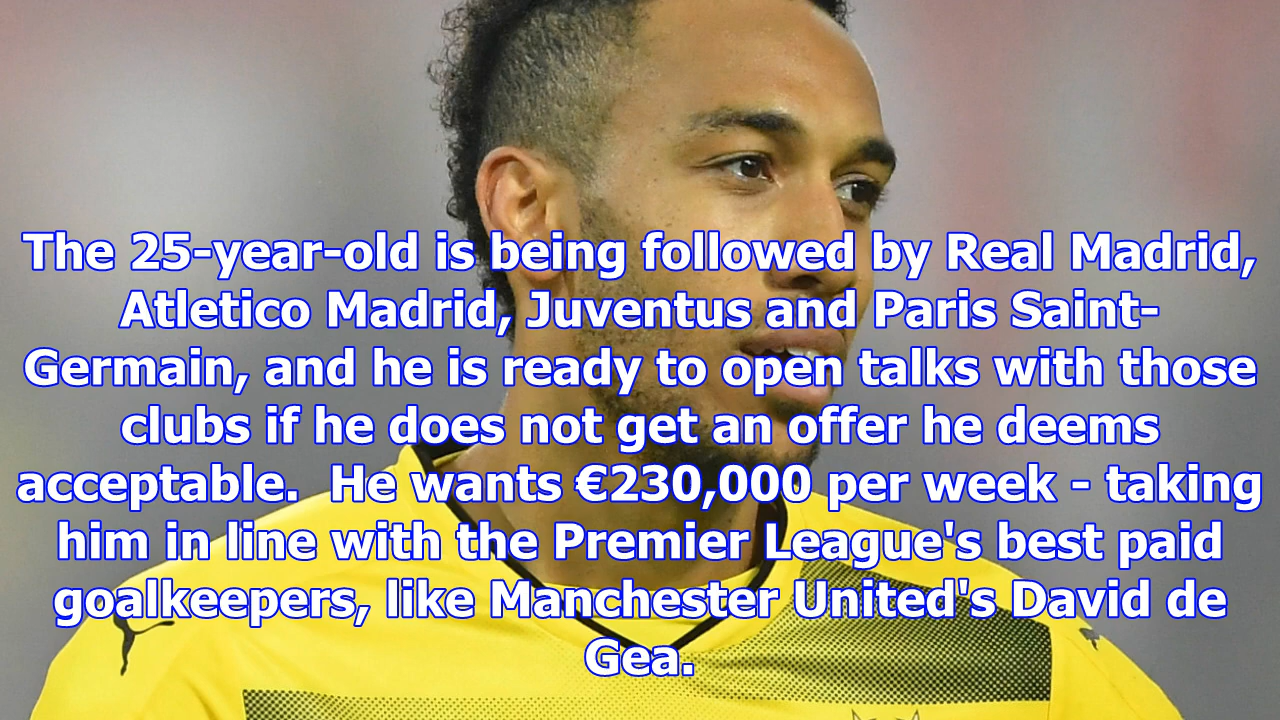 The 25-year-old is being followed by Real Madrid,
Atletico Madrid, Juventus and Paris Saint-
Germain, and he is ready to open talks with those
clubs if he does not get an offer he deems
acceptable.  He wants €230,000 per week - taking
him in line with the Premier League's best paid
goalkeepers, like Manchester United's David de
Gea.